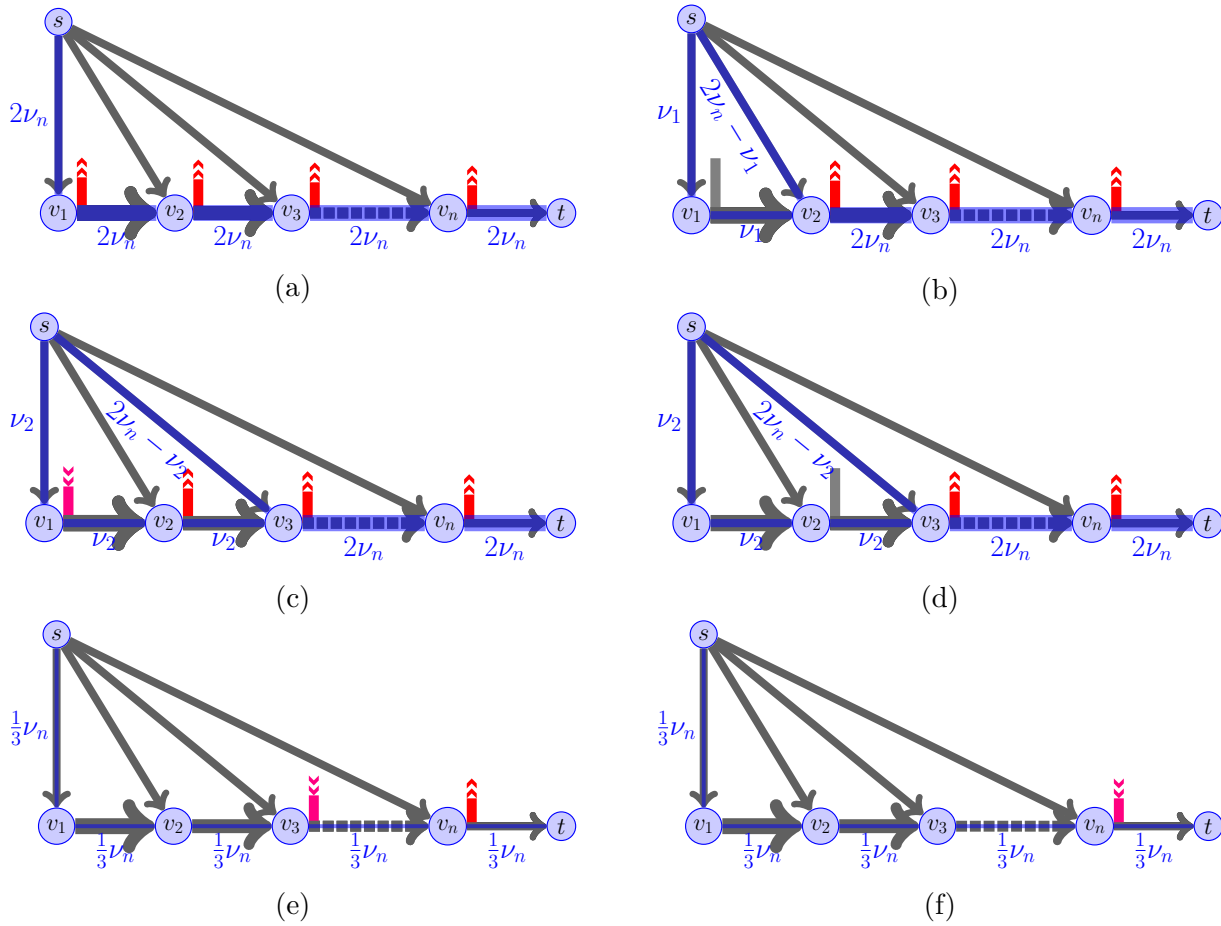 s s
2νₙ ν₁ 2νₙ − ν₁
v₁ v₂ v₃ vₙ t v₁ v₂ v₃ vₙ t
2νₙ 2νₙ 2νₙ 2νₙ ν₁ 2νₙ 2νₙ 2νₙ
(a) (b)
s s
ν₂ 2νₙ − ν₂ ν₂ 2νₙ − ν₂
v₁ v₂ v₃ vₙ t v₁ v₂ v₃ vₙ t
ν₂ ν₂ 2νₙ 2νₙ ν₂ ν₂ 2νₙ 2νₙ
(c) (d)
s s
⅓νₙ ⅓νₙ
v₁ v₂ v₃ vₙ t v₁ v₂ v₃ vₙ t
⅓νₙ ⅓νₙ ⅓νₙ ⅓νₙ ⅓νₙ ⅓νₙ ⅓νₙ ⅓νₙ
(e) (f)